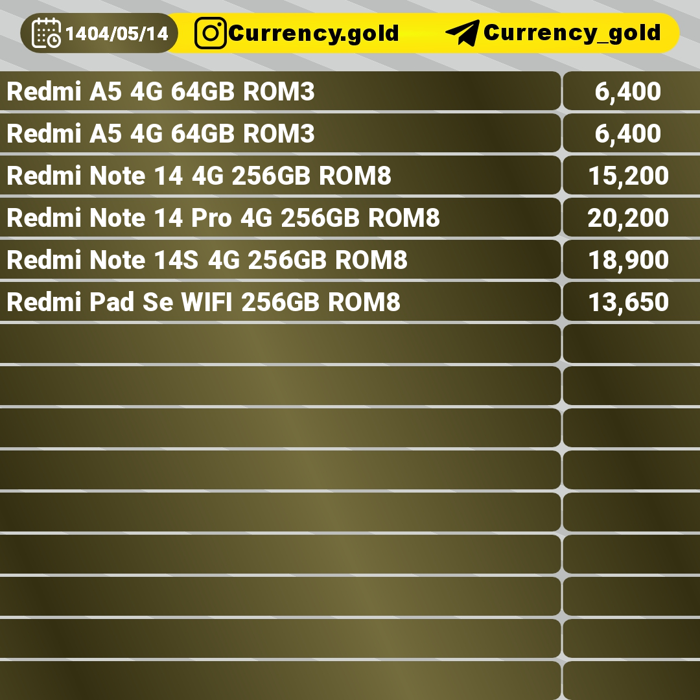 1404/05/14 Currency.gold Currency_gold
Redmi A5 4G 64GB ROM3 6,400
Redmi A5 4G 64GB ROM3 6,400
Redmi Note 14 4G 256GB ROM8 15,200
Redmi Note 14 Pro 4G 256GB ROM8 20,200
Redmi Note 14S 4G 256GB ROM8 18,900
Redmi Pad Se WIFI 256GB ROM8 13,650